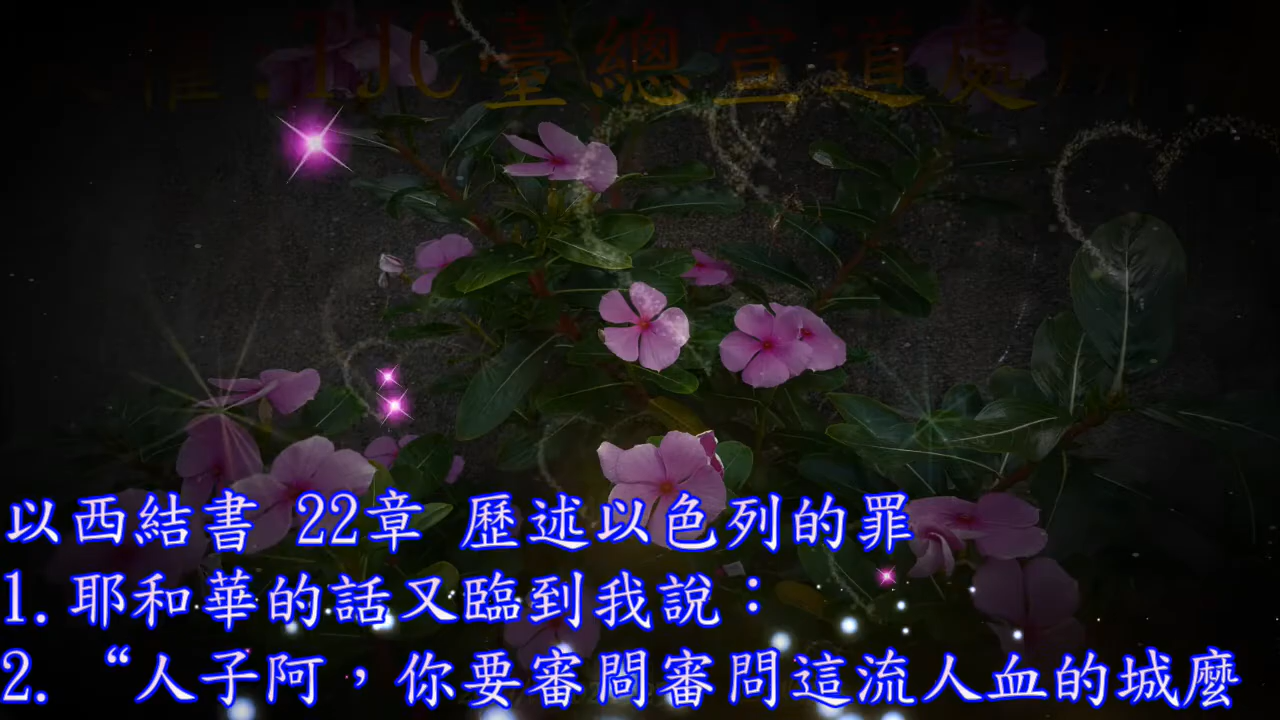 權:TJC臺總宣道處所
以西結書 22章 歷述以色列的罪
1.耶和華的話又臨到我說：
2. “人子阿，你要審問審問這流人血的城麼